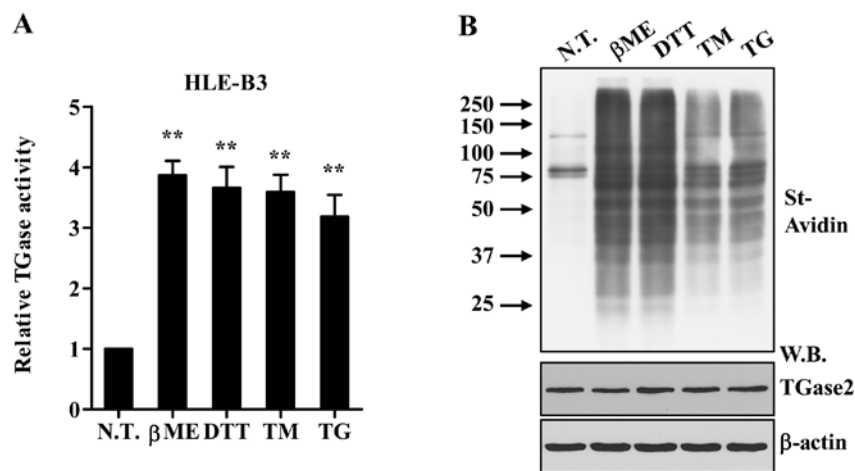 A
HLE-B3
Relative TGase activity
5
4
3
2
1
0
**
**
**
**
N.T.
βME
DTT
TM
TG
B
N.T.
βME
DTT
TM
TG
250
150
100
75
50
37
25
St-
Avidin
W.B.
TGase2
β-actin